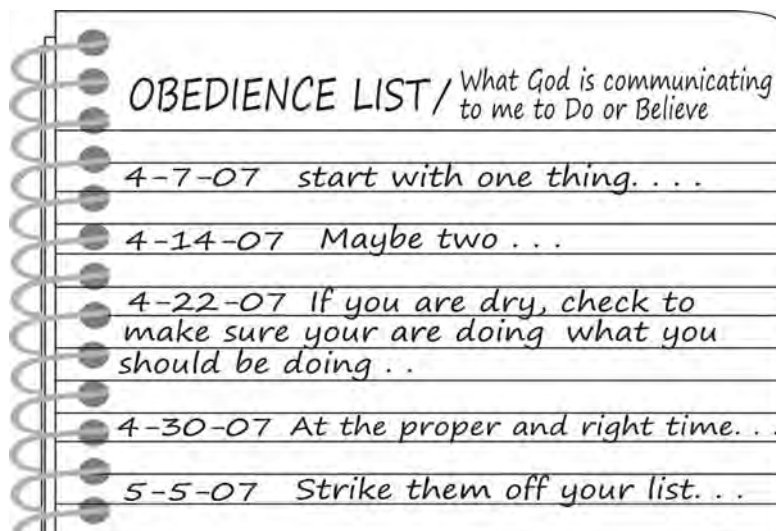 OBEDIENCE LIST/ What God is communicating
to me to Do or Believe
4-7-07 start with one thing. . . .
4-14-07 Maybe two . . .
4-22-07 If you are dry, check to
make sure your are doing what you
should be doing . .
4-30-07 At the proper and right time. . .
5-5-07 Strike them off your list. . .